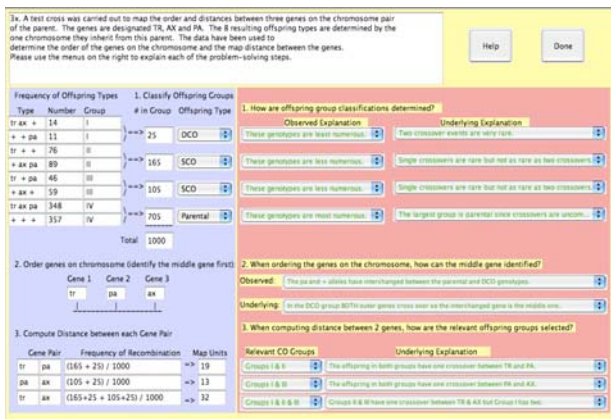 3x. A test cross was carried out to map the order and distances between three genes on the chromosome pair
of the parent. The genes are designated TR, AX and PA. The 8 resulting offspring types are determined by the
one chromosome they inherit from this parent. The data have been used to
determine the order of the genes on the chromosome and the map distance between the genes.
Please use the menus on the right to explain each of the problem-solving steps.
Help Done
Frequency of Offspring Types 1. Classify Offspring Groups
Type Number Group # in Group Offspring Type
tr ax + 14 I
+ + pa 11 I
}==> 25 DCO
tr + + 76 II
+ ax pa 89 II
}==> 165 SCO
tr + pa 46 III
+ ax + 59 III
}==> 105 SCO
tr ax pa 348 IV
+ + + 357 IV
}==> 705 Parental
Total 1000
1. How are offspring group classifications determined?
Observed Explanation Underlying Explanation
These genotypes are least numerous. Two crossover events are very rare.
These genotypes are less numerous. Single crossovers are rare but not as rare as two crossovers.
These genotypes are less numerous. Single crossovers are rare but not as rare as two crossovers.
These genotypes are most numerous. The largest group is parental since crossovers are uncom...
2. Order genes on chromosome (identify the middle gene first)
Gene 1 Gene 2 Gene 3
tr pa ax
2. When ordering the genes on the chromosome, how can the middle gene identified?
Observed: The pa and + alleles have interchanged between the parental and DCO genotypes.
Underlying: In the DCO group BOTH outer genes cross over so the interchanged gene is the middle one.
3. Compute Distance between each Gene Pair
Gene Pair Frequency of Recombination Map Units
tr pa (165 + 25) / 1000 => 19
pa ax (105 + 25) / 1000 => 13
tr ax (165+25 + 105+25) / 1000 => 32
3. When computing distance between 2 genes, how are the relevant offspring groups selected?
Relevant CO Groups Underlying Explanation
Groups I & II The offspring in both groups have one crossover between TR and PA.
Groups I & III The offspring in both groups have one crossover between PA and AX.
Groups I & II & III Groups II & III have one crossover between TR & AX but Group I has two.